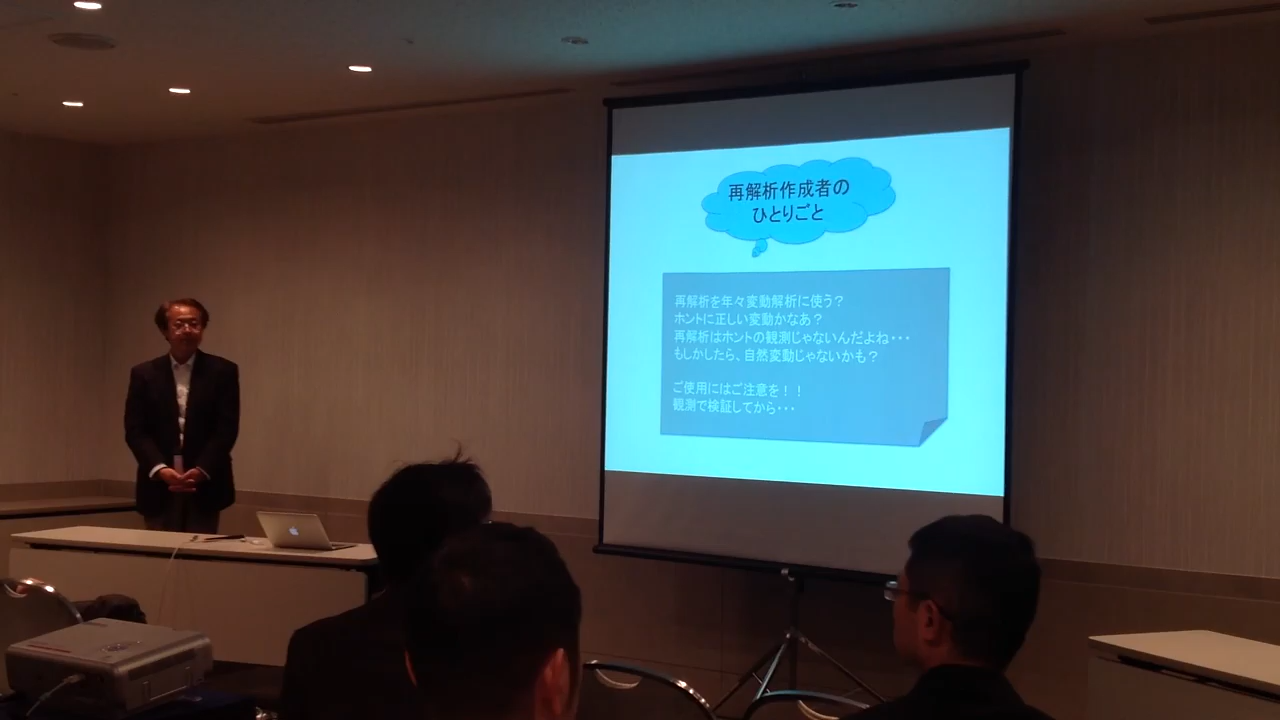 再解析作成者の
ひとりごと
再解析を年々変動解析に使う？
ホントに正しい変動かなあ？
再解析はホントの観測じゃないんだよね・・・
もしかしたら、自然変動じゃないかも？
ご使用にはご注意を！！
観測で検証してから・・・